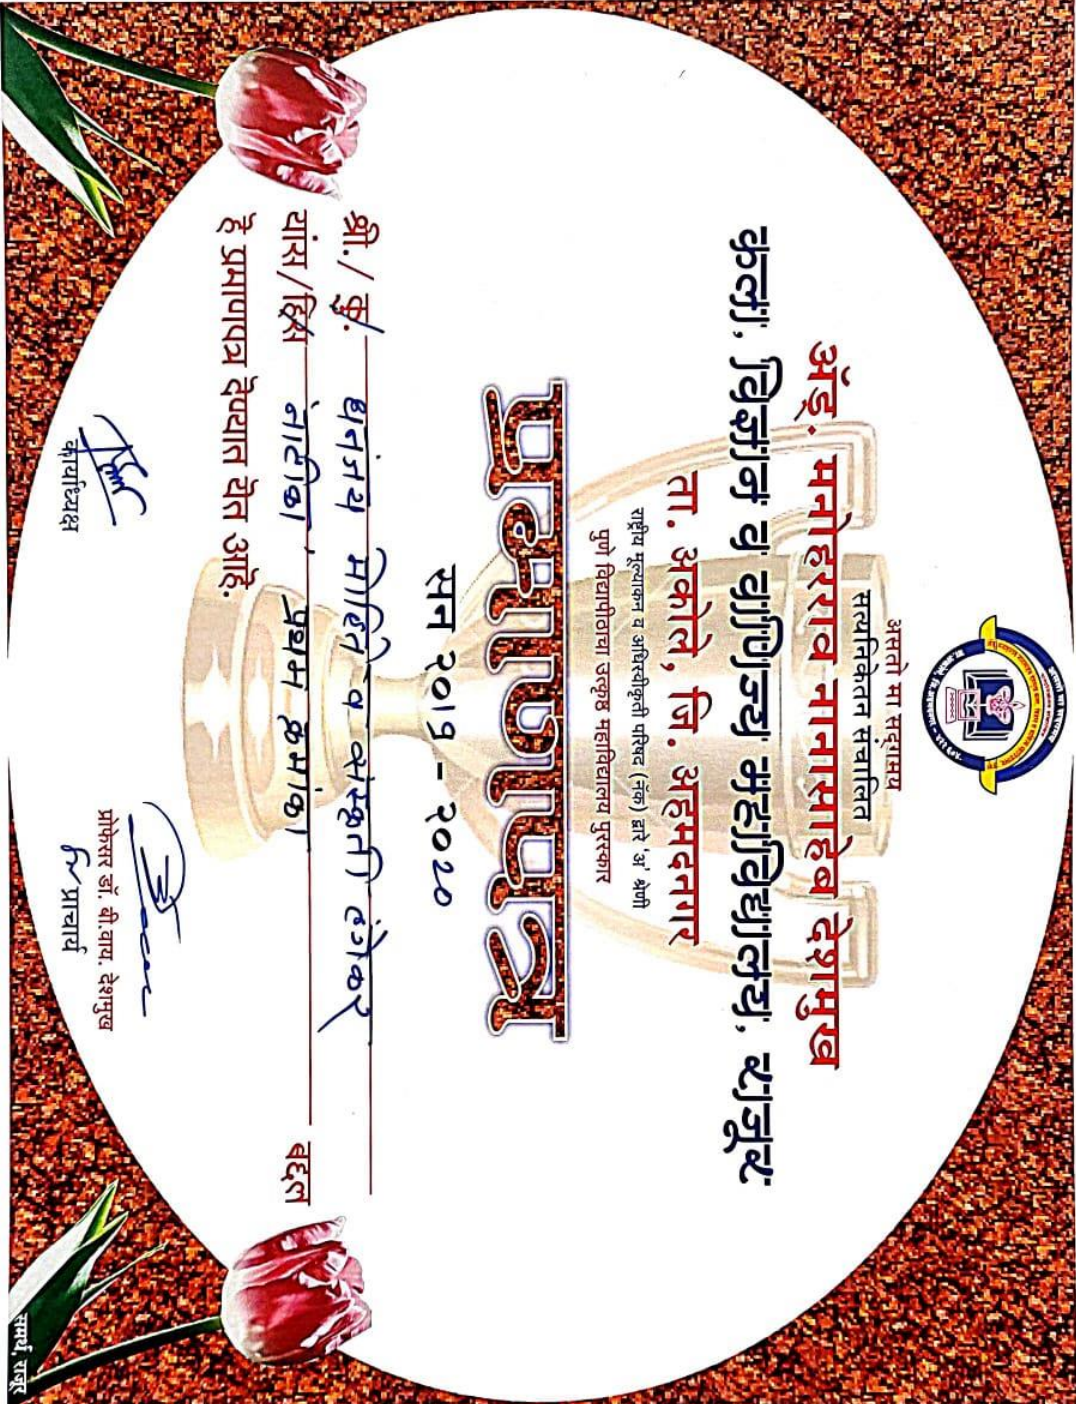 असतो मा सद्गमय
सत्यनिकेतन संचालित
ॲड. मनोहरराव नानासाहेब देशमुख
कला, विज्ञान व वाणिज्य महाविद्यालय, राजूर
ता. अकोले, जि. अहमदनगर
राष्ट्रीय मूल्यांकन व अधिस्वीकृती परिषद (नॅक) द्वारे 'अ' श्रेणी
पुणे विद्यापीठाचा उत्कृष्ठ महाविद्यालय पुरस्कार
प्रमाणपत्र
सन २०१९ - २०२०
श्री./ कु. धनंजय मोहिते व संस्कृती
यांस/हिस नाटीका प्रथम क्रमांक बद्दल
हे प्रमाणपत्र देण्यात येत आहे.
कार्याध्यक्ष
प्रोफेसर डॉ. बी.वाय. देशमुख
प्राचार्य
समर्थ, राजूर